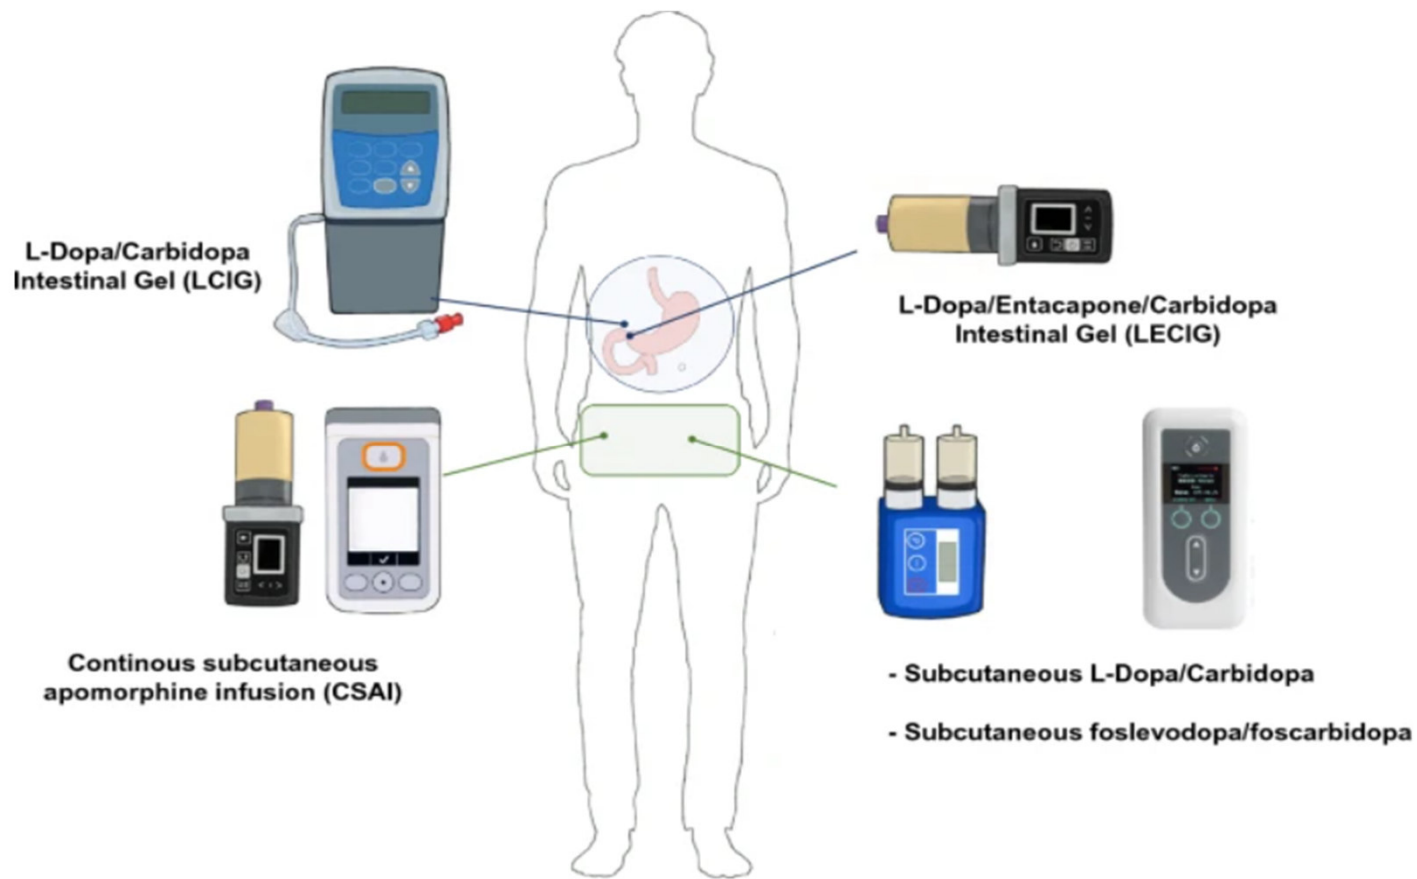 L-Dopa/Carbidopa
Intestinal Gel (LCIG)
L-Dopa/Entacapone/Carbidopa
Intestinal Gel (LECIG)
Continous subcutaneous
apomorphine infusion (CSAI)
- Subcutaneous L-Dopa/Carbidopa
- Subcutaneous foslevodopa/foscarbidopa